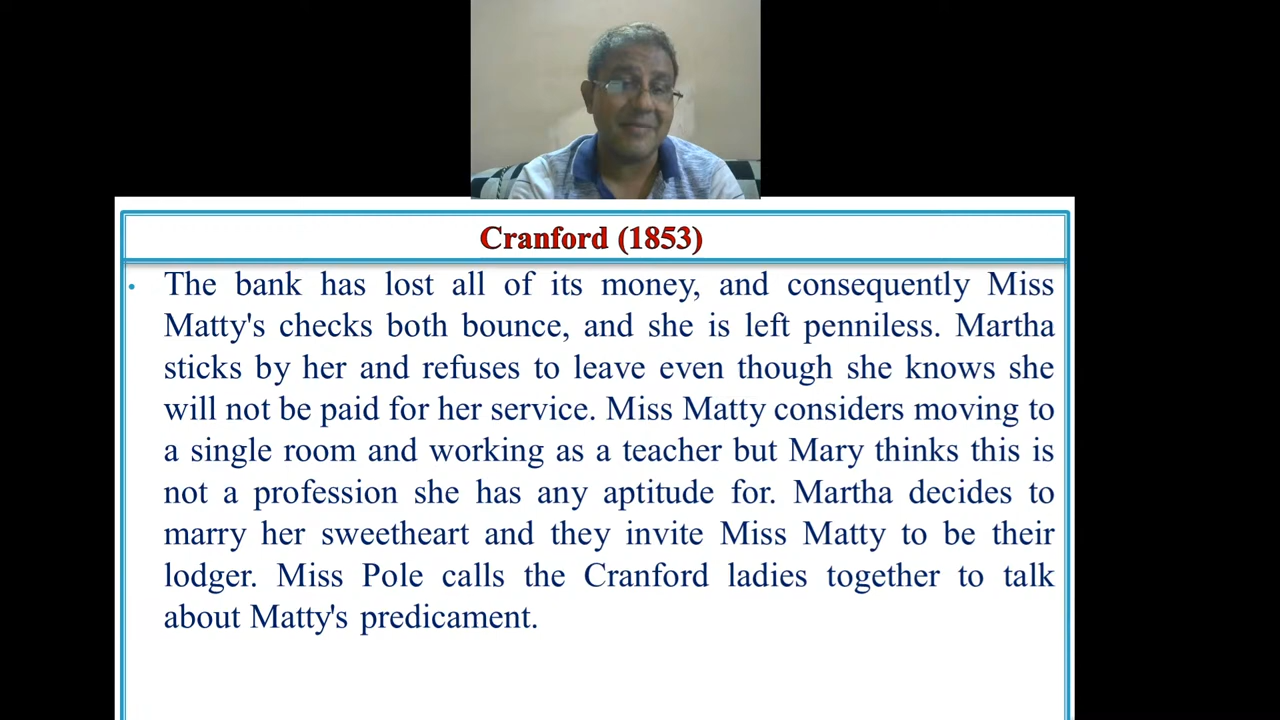 Cranford (1853)
• The bank has lost all of its money, and consequently Miss
Matty's checks both bounce, and she is left penniless. Martha
sticks by her and refuses to leave even though she knows she
will not be paid for her service. Miss Matty considers moving to
a single room and working as a teacher but Mary thinks this is
not a profession she has any aptitude for. Martha decides to
marry her sweetheart and they invite Miss Matty to be their
lodger. Miss Pole calls the Cranford ladies together to talk
about Matty's predicament.